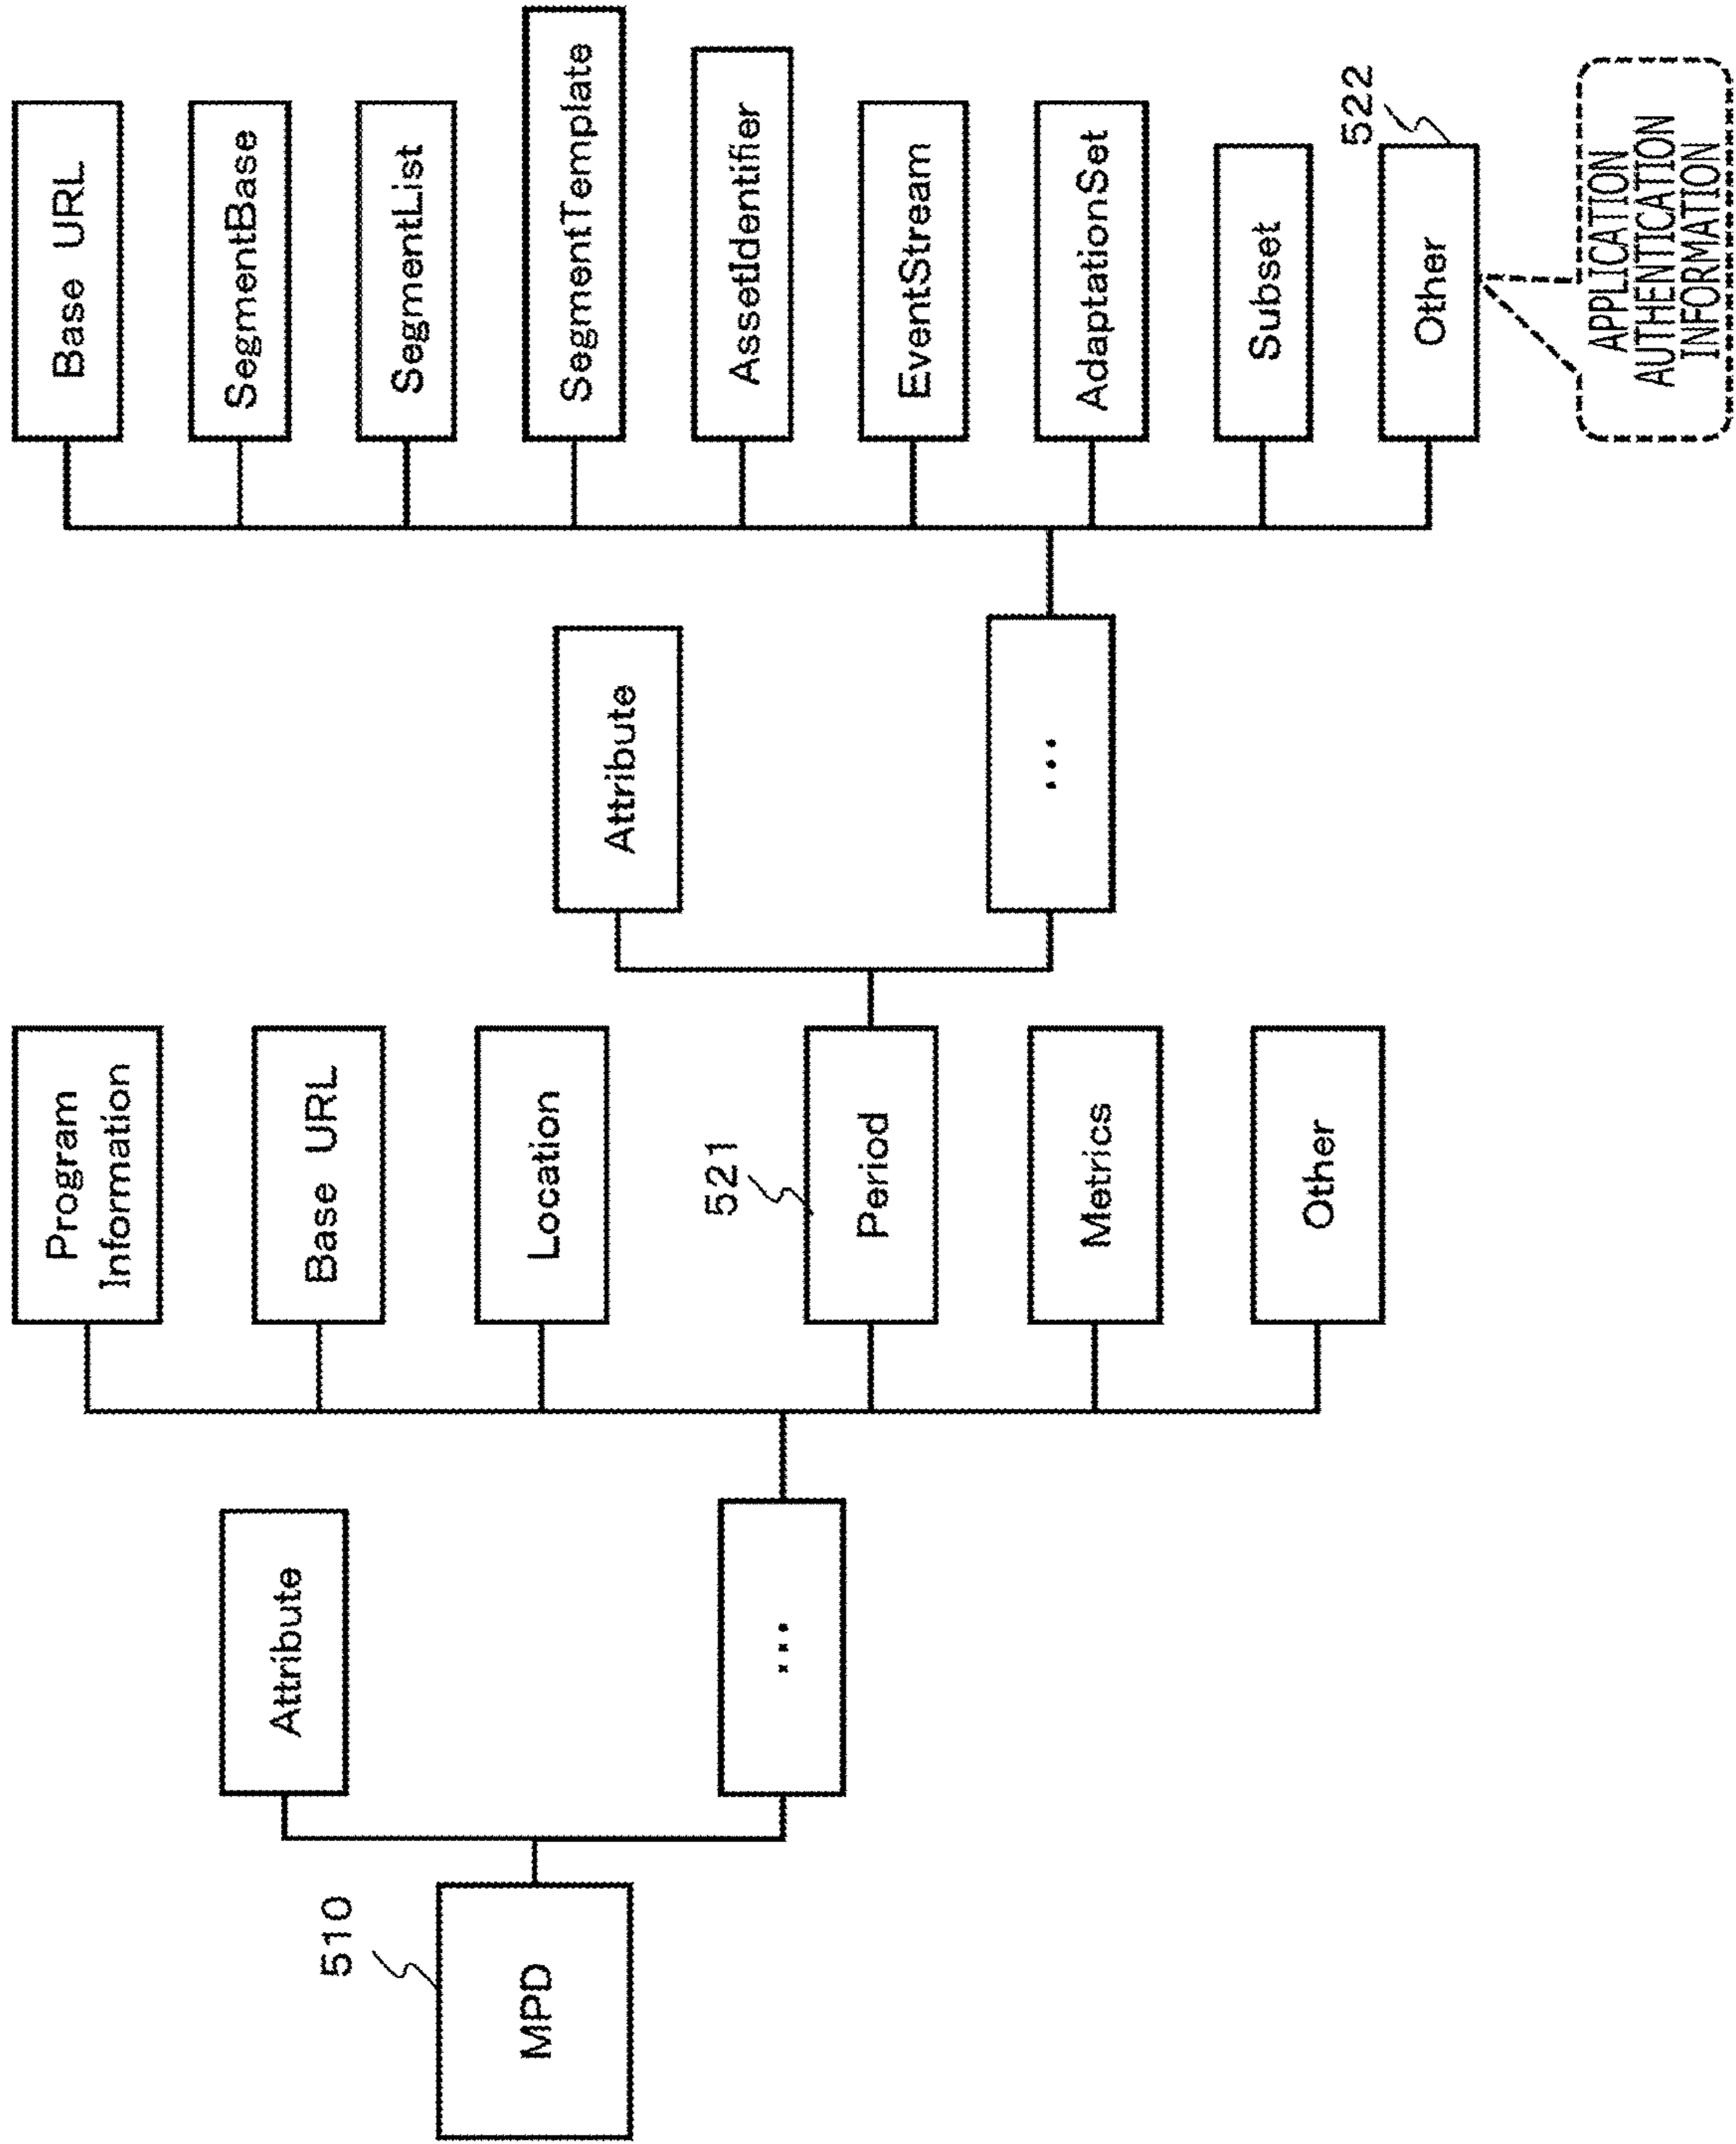 510
MPD
Attribute
...
Program
Information
Base URL
Location
521
Period
Metrics
Other
Attribute
...
Base URL
SegmentBase
SegmentList
SegmentTemplate
AssetIdentifier
EventStream
AdaptationSet
Subset
522
Other
APPLICATION
AUTHENTICATION
INFORMATION